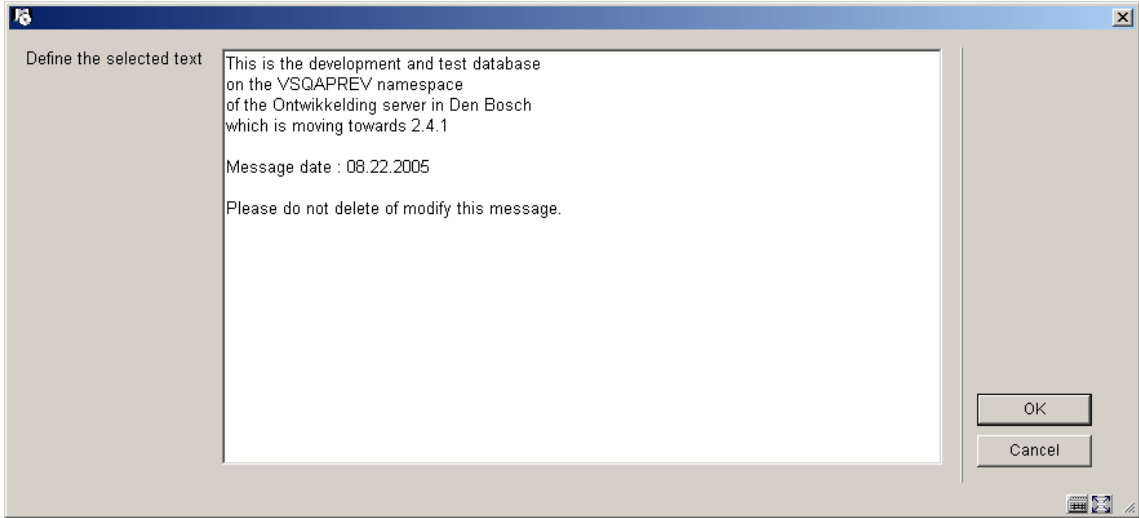 Define the selected text
This is the development and test database
on the VSQAPREV namespace
of the Ontwikkelding server in Den Bosch
which is moving towards 2.4.1
Message date : 08.22.2005
Please do not delete of modify this message.
OK
Cancel